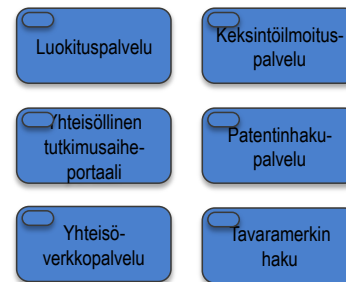 Luokituspalvelu
Keksintöilmoitus-
palvelu
Yhteisöllinen
tutkimusaihe-
portaali
Patentinhaku-
palvelu
Yhteisö-
verkkopalvelu
Tavaramerkin
haku